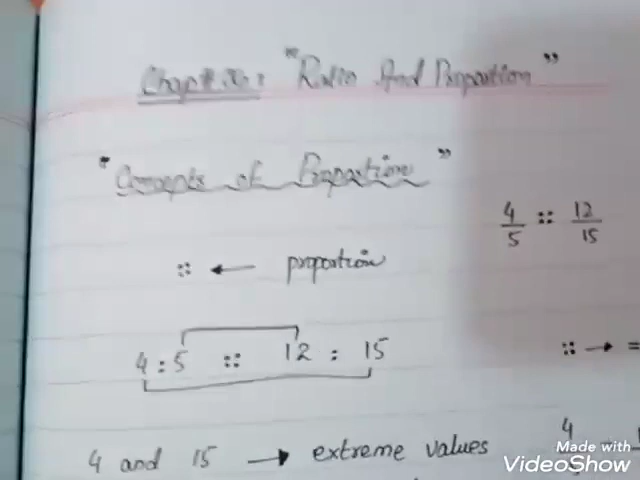 "Ratio And Proportion"
"Concepts of Proportion"
4/5 :: 12/15
:: ← proportion
4 : 5 :: 12 : 15
:: → =
4 and 15 → extreme values
4
Made with
VideoShow